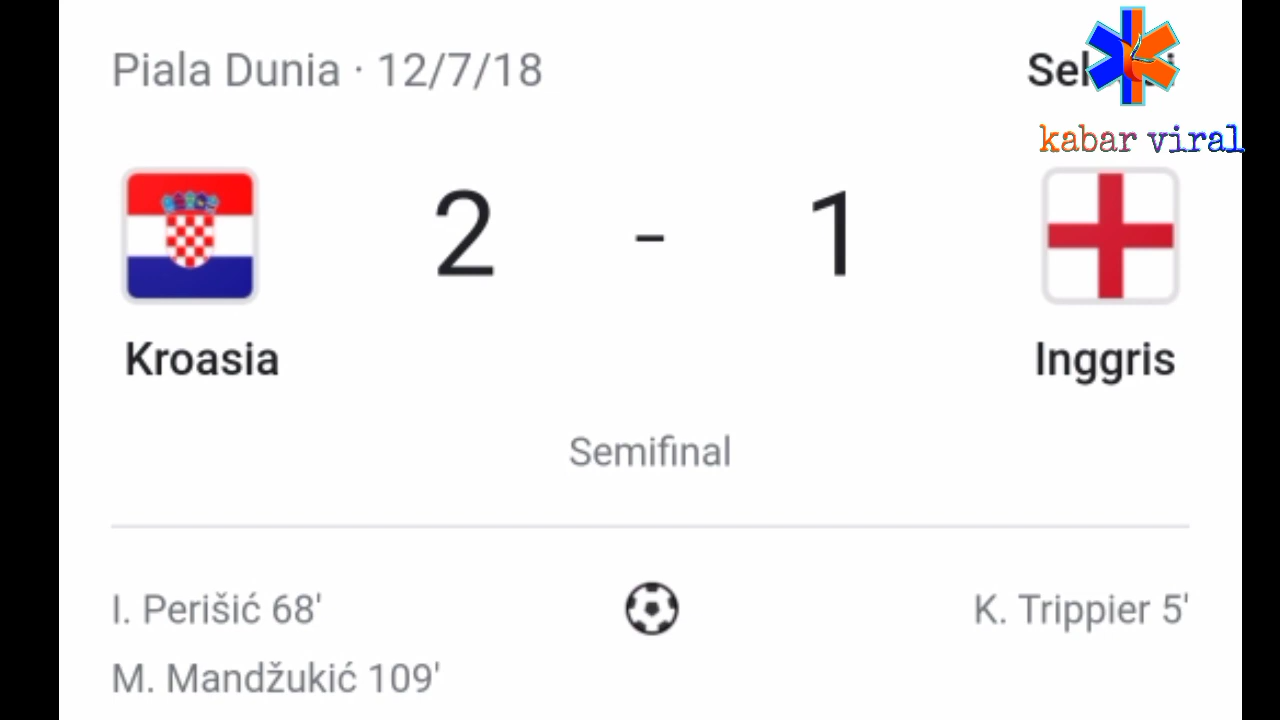 Piala Dunia · 12/7/18
kabar viral
2 - 1
Kroasia
Inggris
Semifinal
I. Perišić 68'
K. Trippier 5'
M. Mandžukić 109'